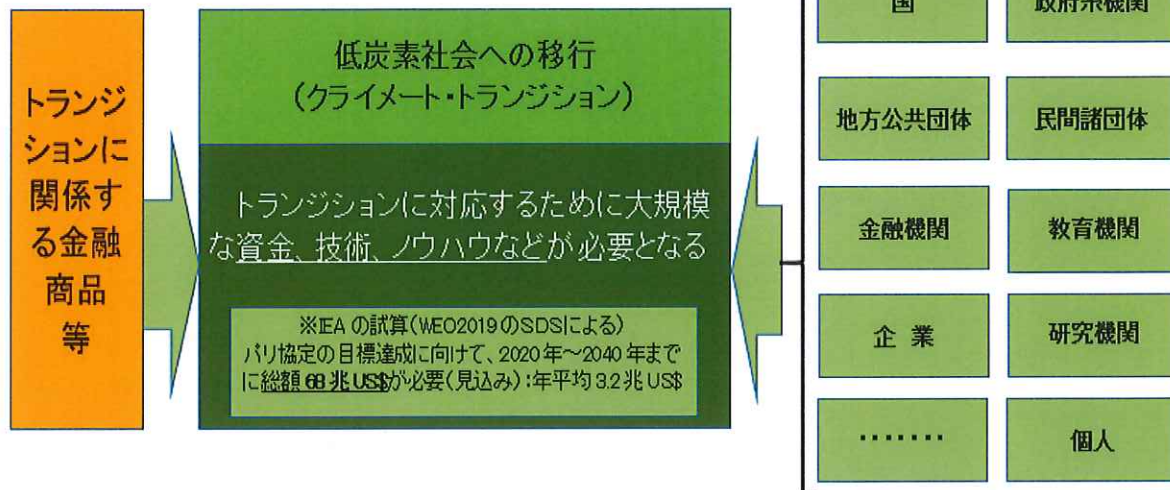 トランジ
ションに
関係す
る金融
商品
等
低炭素社会への移行
(クライメート・トランジション)
トランジションに対応するために大規模
な資金、技術、ノウハウなどが必要となる
※IEA の試算(WEO2019のSDSによる)
パリ協定の目標達成に向けて、2020年～2040年まで
に総額68兆US$が必要(見込み):年平均3.2兆US$
国
政府系機関
地方公共団体
民間諸団体
金融機関
教育機関
企 業
研究機関
・・・・・・・
個人